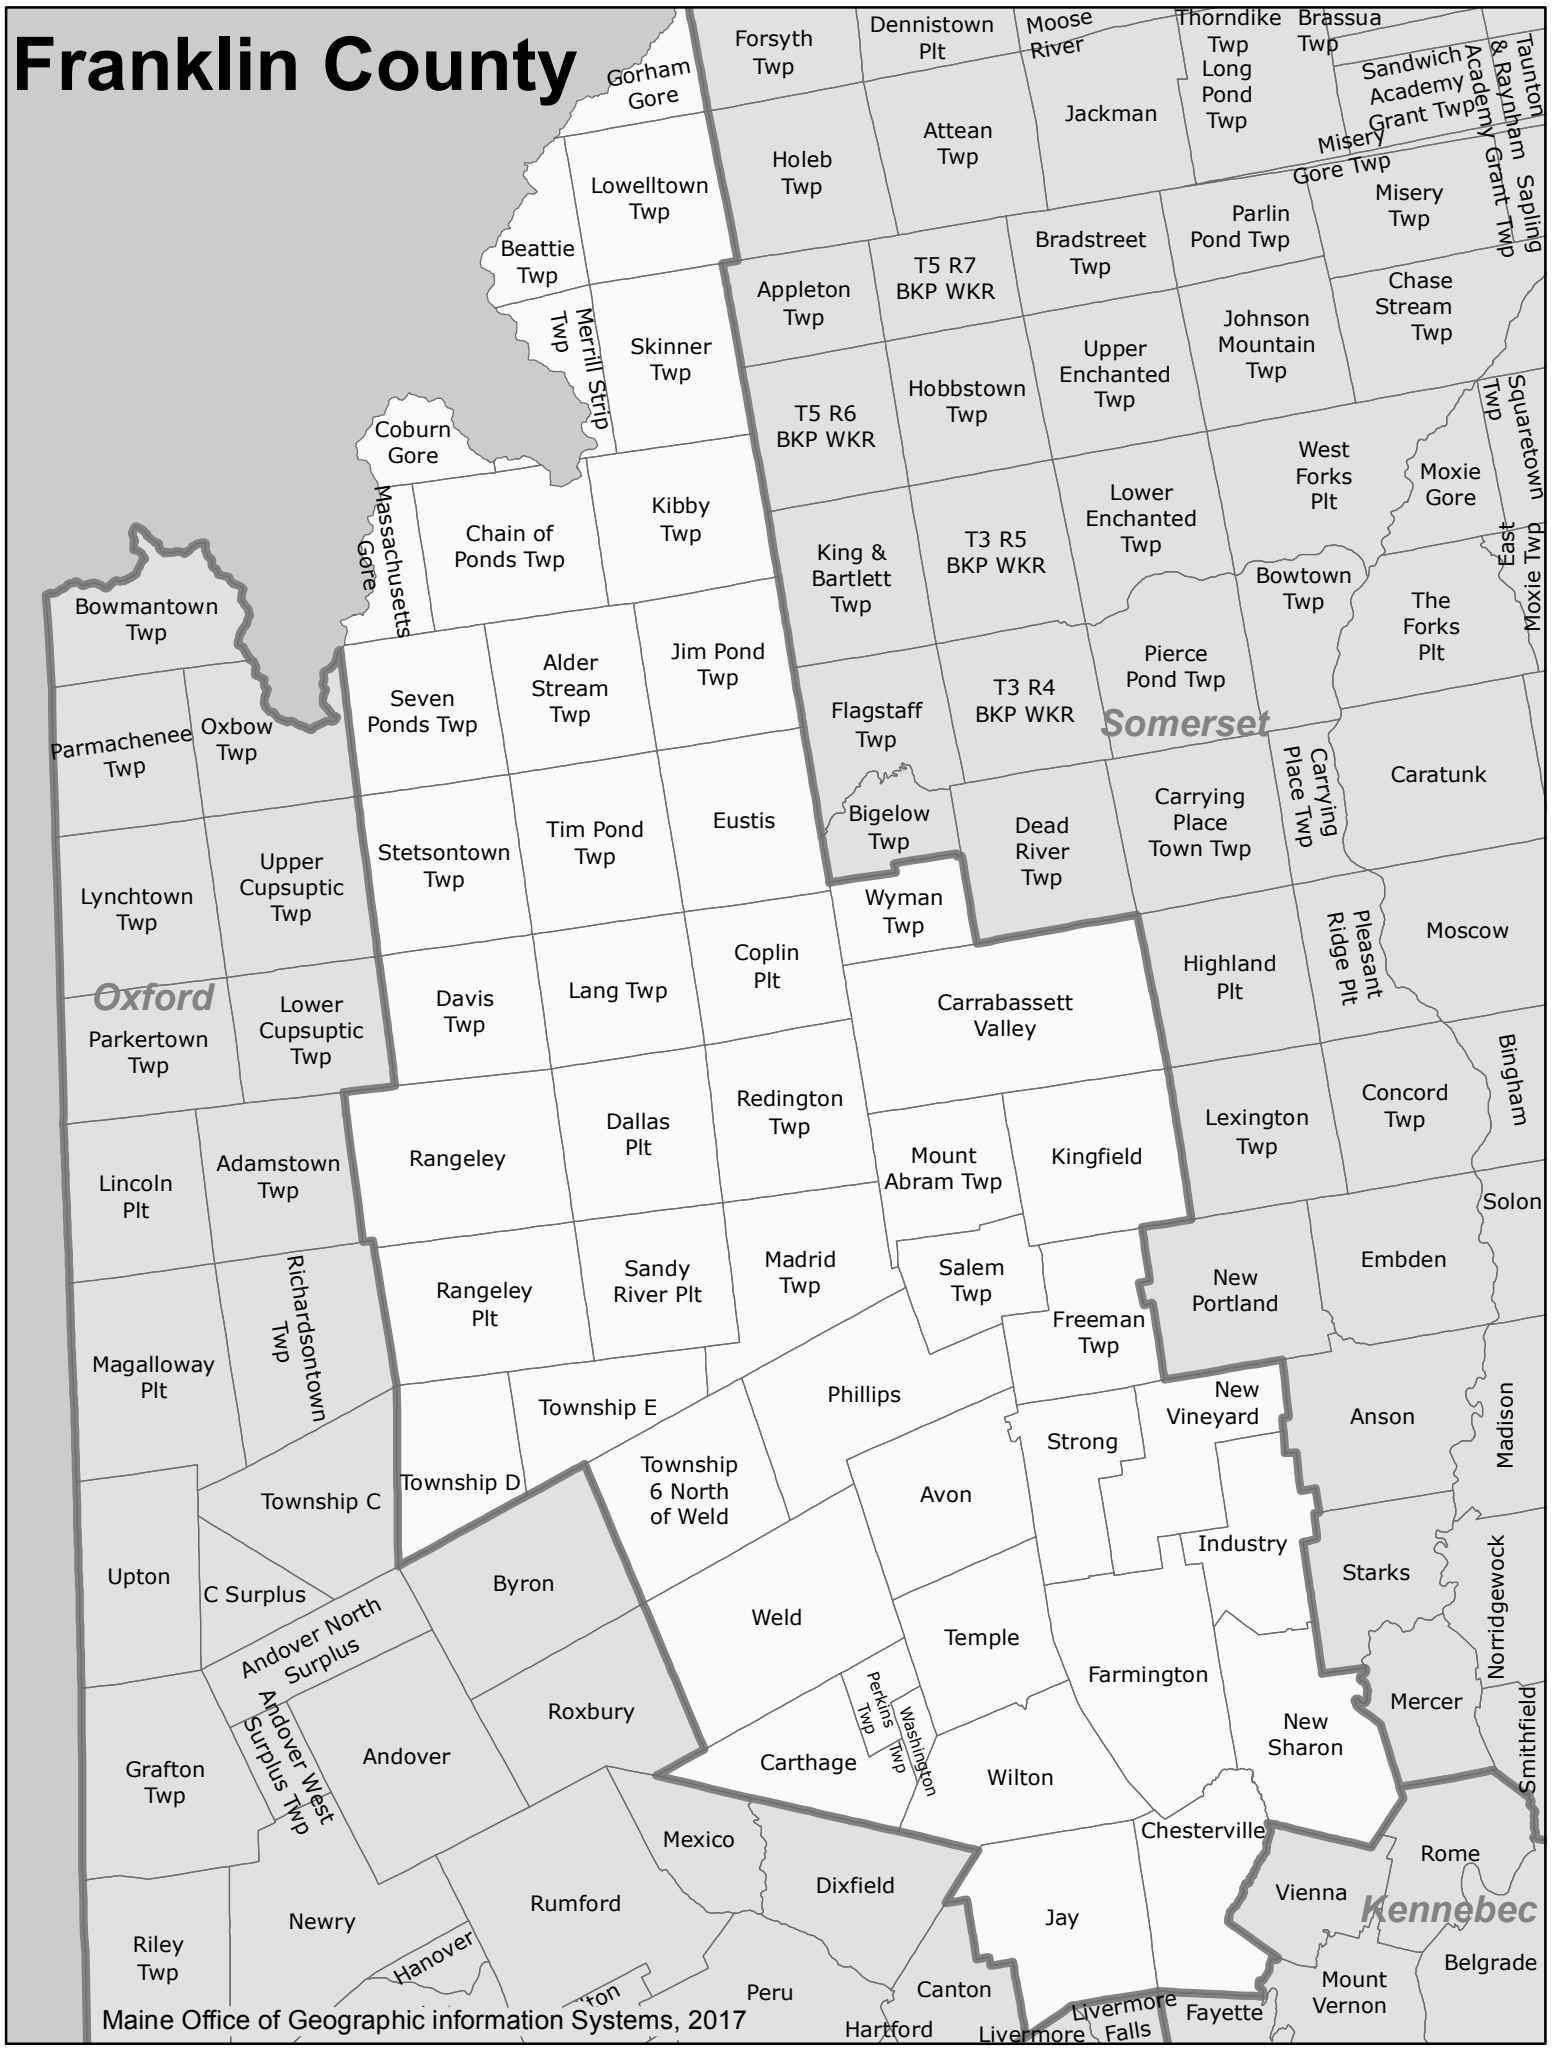 Franklin County
Forsyth
Twp
Dennistown
Plt
Moose
River
Thorndike
Twp
Brassua
Twp
Long
Pond
Twp
Sandwich
Academy
Grant Twp
Taunton
& Raynham
Academy Grant Twp
Gorham
Gore
Holeb
Twp
Attean
Twp
Jackman
Misery
Gore Twp
Sapling
Lowelltown
Twp
Beattie
Twp
Parlin
Pond Twp
Misery
Twp
Bradstreet
Twp
Appleton
Twp
T5 R7
BKP WKR
Chase
Stream
Twp
Merrill Strip
Twp
Skinner
Twp
Johnson
Mountain
Twp
Upper
Enchanted
Twp
Hobbstown
Twp
T5 R6
BKP WKR
Squaretown
Twp
Coburn
Gore
West
Forks
Plt
Moxie
Gore
Massachusetts
Gore
Chain of
Ponds Twp
Kibby
Twp
Lower
Enchanted
Twp
T3 R5
BKP WKR
King &
Bartlett
Twp
East
Moxie Twp
Bowtown
Twp
The
Forks
Plt
Bowmantown
Twp
Seven
Ponds Twp
Alder
Stream
Twp
Jim Pond
Twp
Pierce
Pond Twp
T3 R4
BKP WKR
Flagstaff
Twp
Somerset
Parmachenee
Twp
Oxbow
Twp
Carrying
Place Twp
Caratunk
Bigelow
Twp
Dead
River
Twp
Carrying
Place
Town Twp
Stetsontown
Twp
Tim Pond
Twp
Eustis
Lynchtown
Twp
Upper
Cupsuptic
Twp
Wyman
Twp
Pleasant
Ridge Plt
Moscow
Oxford
Davis
Twp
Lang Twp
Coplin
Plt
Carrabassett
Valley
Highland
Plt
Parkertown
Twp
Lower
Cupsuptic
Twp
Bingham
Rangeley
Dallas
Plt
Redington
Twp
Lexington
Twp
Concord
Twp
Lincoln
Plt
Adamstown
Twp
Mount
Abram Twp
Kingfield
Solon
Richardsontown
Twp
Rangeley
Plt
Sandy
River Plt
Madrid
Twp
Salem
Twp
Freeman
Twp
New
Portland
Embden
Magalloway
Plt
Township E
Phillips
New
Vineyard
Anson
Madison
Township D
Township
6 North
of Weld
Strong
Avon
Township C
Industry
Starks
Norridgewock
Upton
C Surplus
Byron
Weld
Temple
Andover North
Surplus
Farmington
Mercer
Smithfield
Andover West
Surplus Twp
Roxbury
Perkins
Twp
Washington
Twp
New
Sharon
Grafton
Twp
Andover
Carthage
Wilton
Mexico
Chesterville
Rome
Dixfield
Vienna
Kennebec
Rumford
Newry
Jay
Riley
Twp
Hanover
Belgrade
Canton
Peru
Mount
Vernon
lton
Livermore
Falls
Fayette
Hartford
Livermore
Maine Office of Geographic information Systems, 2017